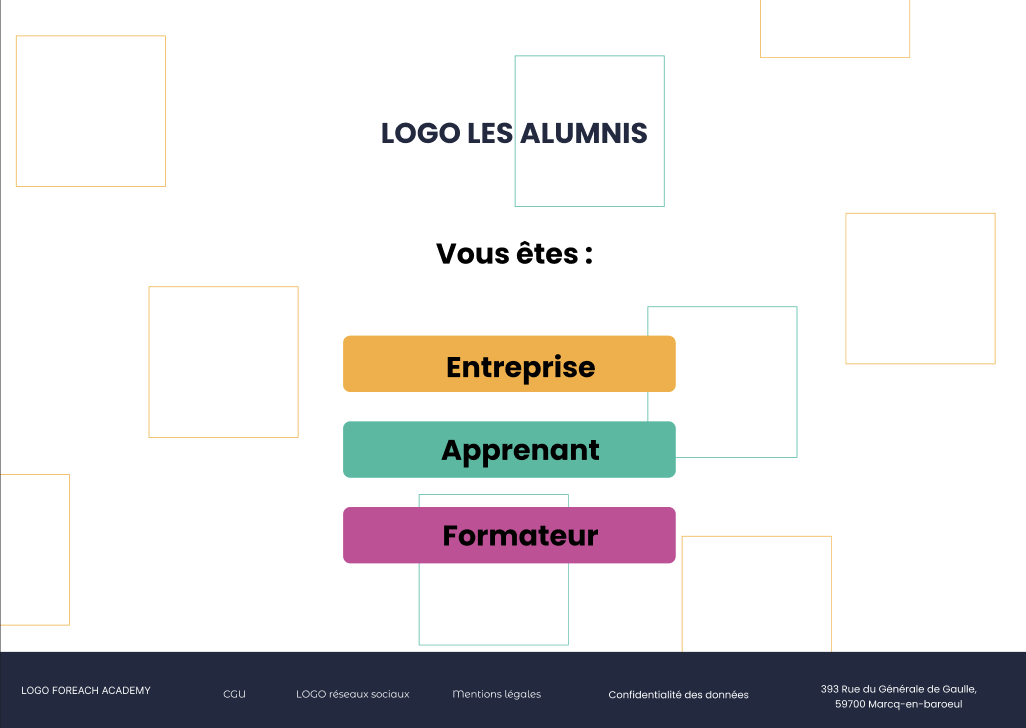 LOGO LES ALUMNIS
Vous êtes :
Entreprise
Apprenant
Formateur
LOGO FOREACH ACADEMY
CGU
LOGO réseaux sociaux
Mentions légales
Confidentialité des données
393 Rue du Générale de Gaulle,
59700 Marcq-en-baroeul